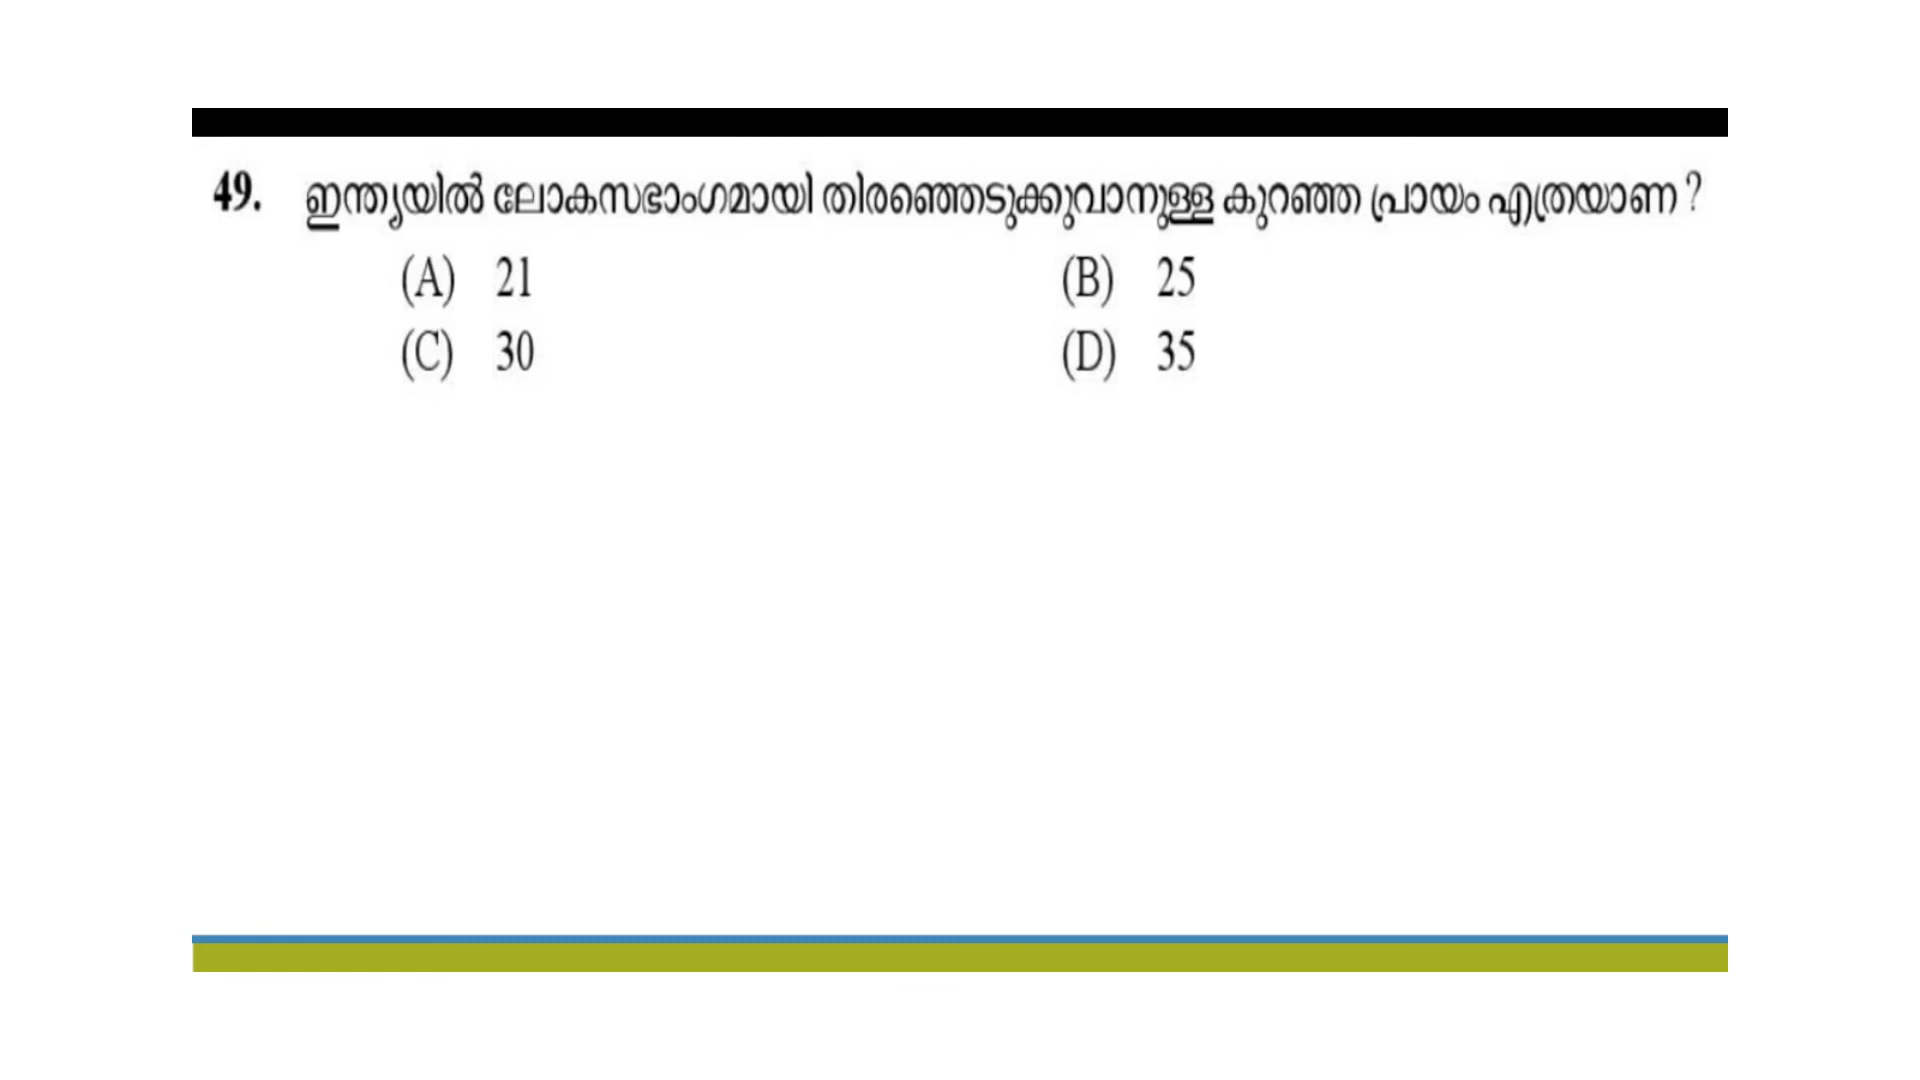 49. ഇന്ത്യയിൽ ലോകസഭാംഗമായി തിരഞ്ഞെടുക്കുവാനുള്ള കുറഞ്ഞ പ്രായം എത്രയാണ ?
(A) 21 (B) 25
(C) 30 (D) 35